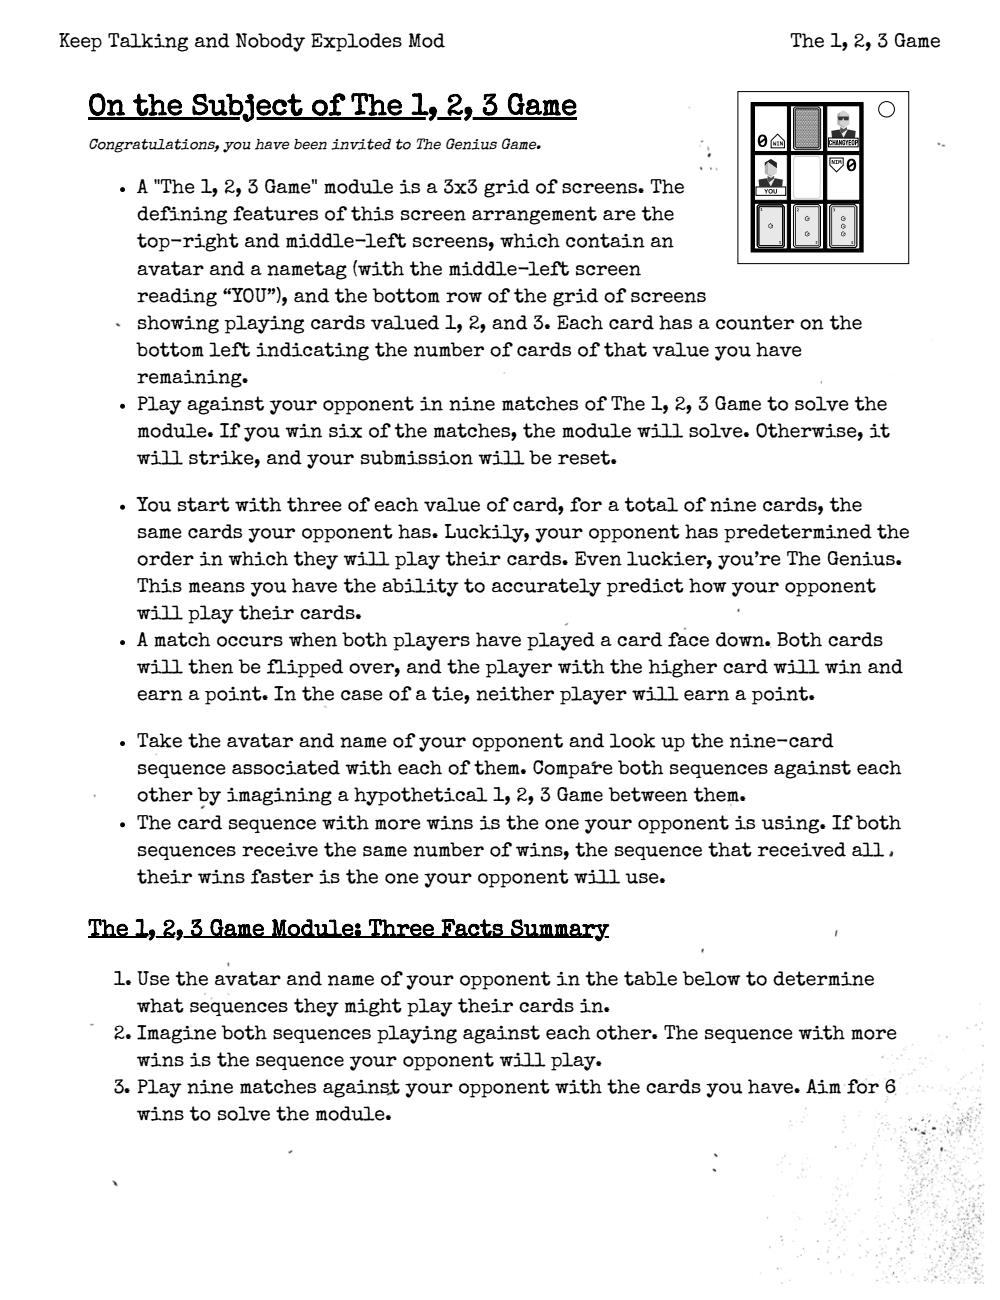 Keep Talking and Nobody Explodes Mod
The 1, 2, 3 Game
On the Subject of The 1, 2, 3 Game
Congratulations, you have been invited to The Genius Game.
0 WIN
CHANGYEOP
YOU
WIN 0
1 1
2 2
3 3
• A "The 1, 2, 3 Game" module is a 3x3 grid of screens. The
defining features of this screen arrangement are the
top-right and middle-left screens, which contain an
avatar and a nametag (with the middle-left screen
reading “YOU”), and the bottom row of the grid of screens
showing playing cards valued 1, 2, and 3. Each card has a counter on the
bottom left indicating the number of cards of that value you have
remaining.
• Play against your opponent in nine matches of The 1, 2, 3 Game to solve the
module. If you win six of the matches, the module will solve. Otherwise, it
will strike, and your submission will be reset.
• You start with three of each value of card, for a total of nine cards, the
same cards your opponent has. Luckily, your opponent has predetermined the
order in which they will play their cards. Even luckier, you’re The Genius.
This means you have the ability to accurately predict how your opponent
will play their cards.
• A match occurs when both players have played a card face down. Both cards
will then be flipped over, and the player with the higher card will win and
earn a point. In the case of a tie, neither player will earn a point.
• Take the avatar and name of your opponent and look up the nine-card
sequence associated with each of them. Compare both sequences against each
other by imagining a hypothetical 1, 2, 3 Game between them.
• The card sequence with more wins is the one your opponent is using. If both
sequences receive the same number of wins, the sequence that received all
their wins faster is the one your opponent will use.
The 1, 2, 3 Game Module: Three Facts Summary
1. Use the avatar and name of your opponent in the table below to determine
what sequences they might play their cards in.
2. Imagine both sequences playing against each other. The sequence with more
wins is the sequence your opponent will play.
3. Play nine matches against your opponent with the cards you have. Aim for 6
wins to solve the module.